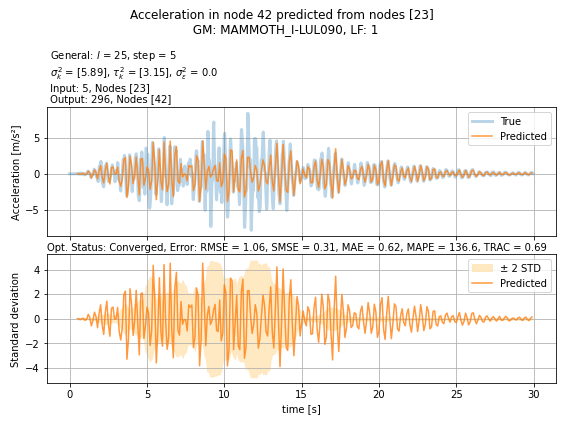 Acceleration in node 42 predicted from nodes [23]
GM: MAMMOTH_I-LUL090, LF: 1
General: l = 25, step = 5
σ²ₖ = [5.89], τ²ₖ = [3.15], σ²ε = 0.0
Input: 5, Nodes [23]
Output: 296, Nodes [42]
Acceleration [m/s²]
5
0
−5
True
Predicted
Opt. Status: Converged, Error: RMSE = 1.06, SMSE = 0.31, MAE = 0.62, MAPE = 136.6, TRAC = 0.69
Standard deviation
4
2
0
−2
−4
± 2 STD
Predicted
0 5 10 15 20 25 30
time [s]